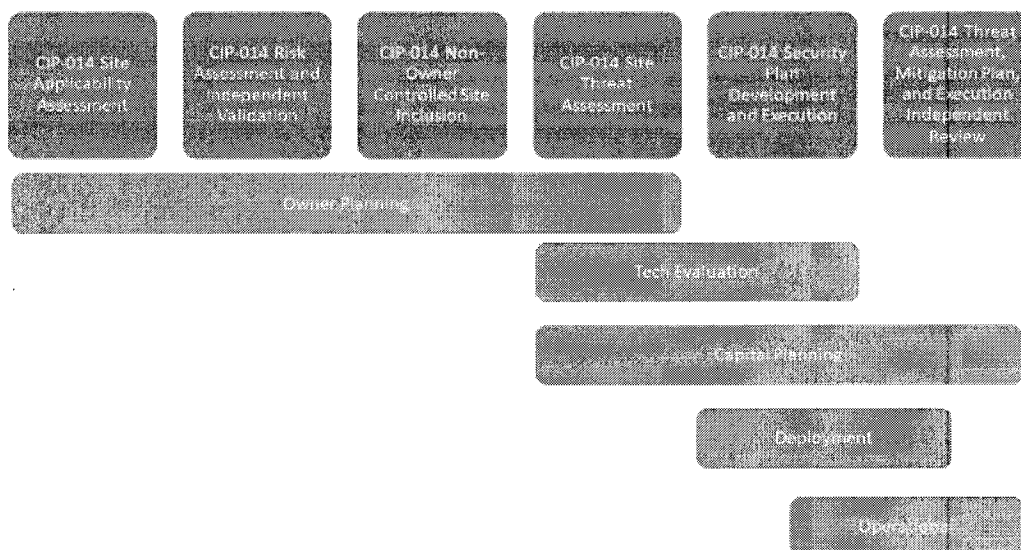 CIP-014 Site
Applicability
Assessment
CIP-014 Risk
Assessment and
Independent
Validation
CIP-014 Non-
Owner
Controlled Site
Inclusion
CIP-014 Site
Threat
Assessment
CIP-014 Security
Plan
Development
and Execution
CIP-014 Threat
Assessment,
Mitigation Plan,
and Execution
Independent
Review
Owner Planning
Tech Evaluation
Capital Planning
Deployment
Operations